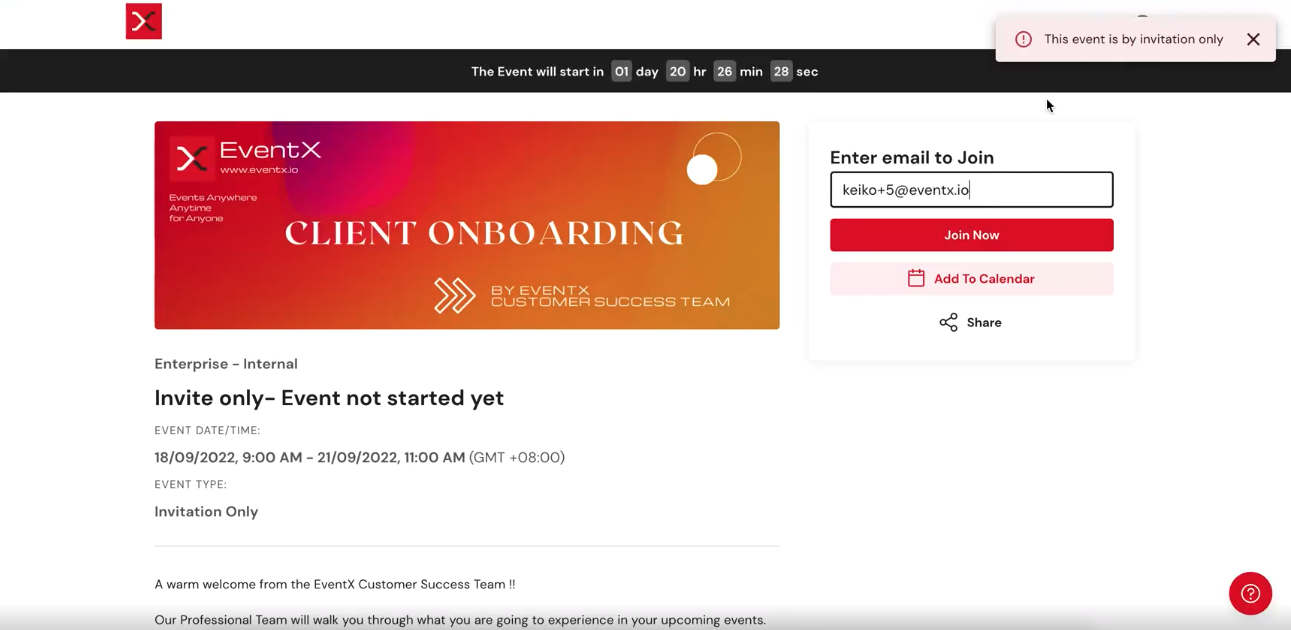 This event is by invitation only
The Event will start in 01 day 20 hr 26 min 28 sec
EventX
www.eventx.io
Events Anywhere
Anytime
for Anyone
CLIENT ONBOARDING
BY EVENTX
CUSTOMER SUCCESS TEAM
Enter email to Join
keiko+5@eventx.io
Join Now
Add To Calendar
Share
Enterprise - Internal
Invite only- Event not started yet
EVENT DATE/TIME:
18/09/2022, 9:00 AM - 21/09/2022, 11:00 AM (GMT +08:00)
EVENT TYPE:
Invitation Only
A warm welcome from the EventX Customer Success Team !!
Our Professional Team will walk you through what you are going to experience in your upcoming events.